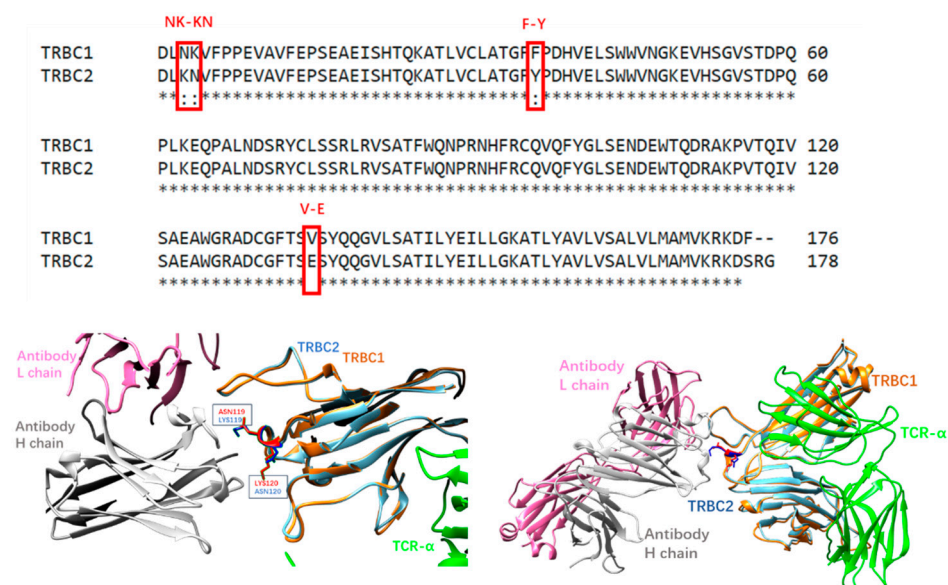 NK-KN
F-Y
TRBC1 DLNKVFPPEVAVFEPSEAEISHTQKATLVCLATGFFPDHVELSWWVNGKEVHSGVSTDPQ 60
TRBC2 DLKNVFPPEVAVFEPSEAEISHTQKATLVCLATGFYPDHVELSWWVNGKEVHSGVSTDPQ 60
**::*******************************:************************
TRBC1 PLKEQPALNDSRYCLSSRLRVSATFWQNPRNHFRCQVQFYGLSENDEWTQDRAKPVTQIV 120
TRBC2 PLKEQPALNDSRYCLSSRLRVSATFWQNPRNHFRCQVQFYGLSENDEWTQDRAKPVTQIV 120
************************************************************
V-E
TRBC1 SAEAWGRADCGFTSVSYQQGVLSATILYEILLGKATLYAVLVSALVLMAMVKRKDF-- 176
TRBC2 SAEAWGRADCGFTSESYQQGVLSATILYEILLGKATLYAVLVSALVLMAMVKRKDSRG 178
************** ****************************************
Antibody
L chain
TRBC2
TRBC1
ASN119
LYS119
Antibody
H chain
LYS120
ASN120
TCR-α
Antibody
L chain
TRBC1
TCR-α
TRBC2
Antibody
H chain